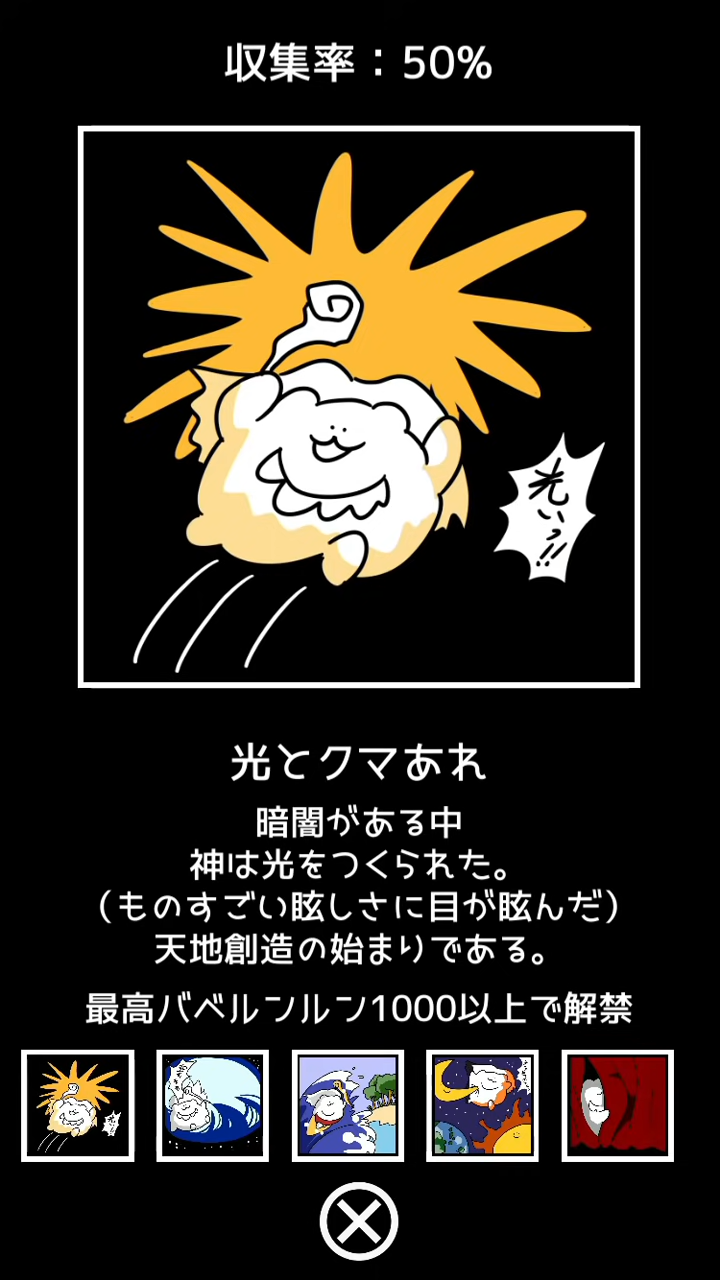 収集率：50%
光いっ!!
光とクマあれ
暗闇がある中
神は光をつくられた。
（ものすごい眩しさに目が眩んだ）
天地創造の始まりである。
最高バベルンルン1000以上で解禁